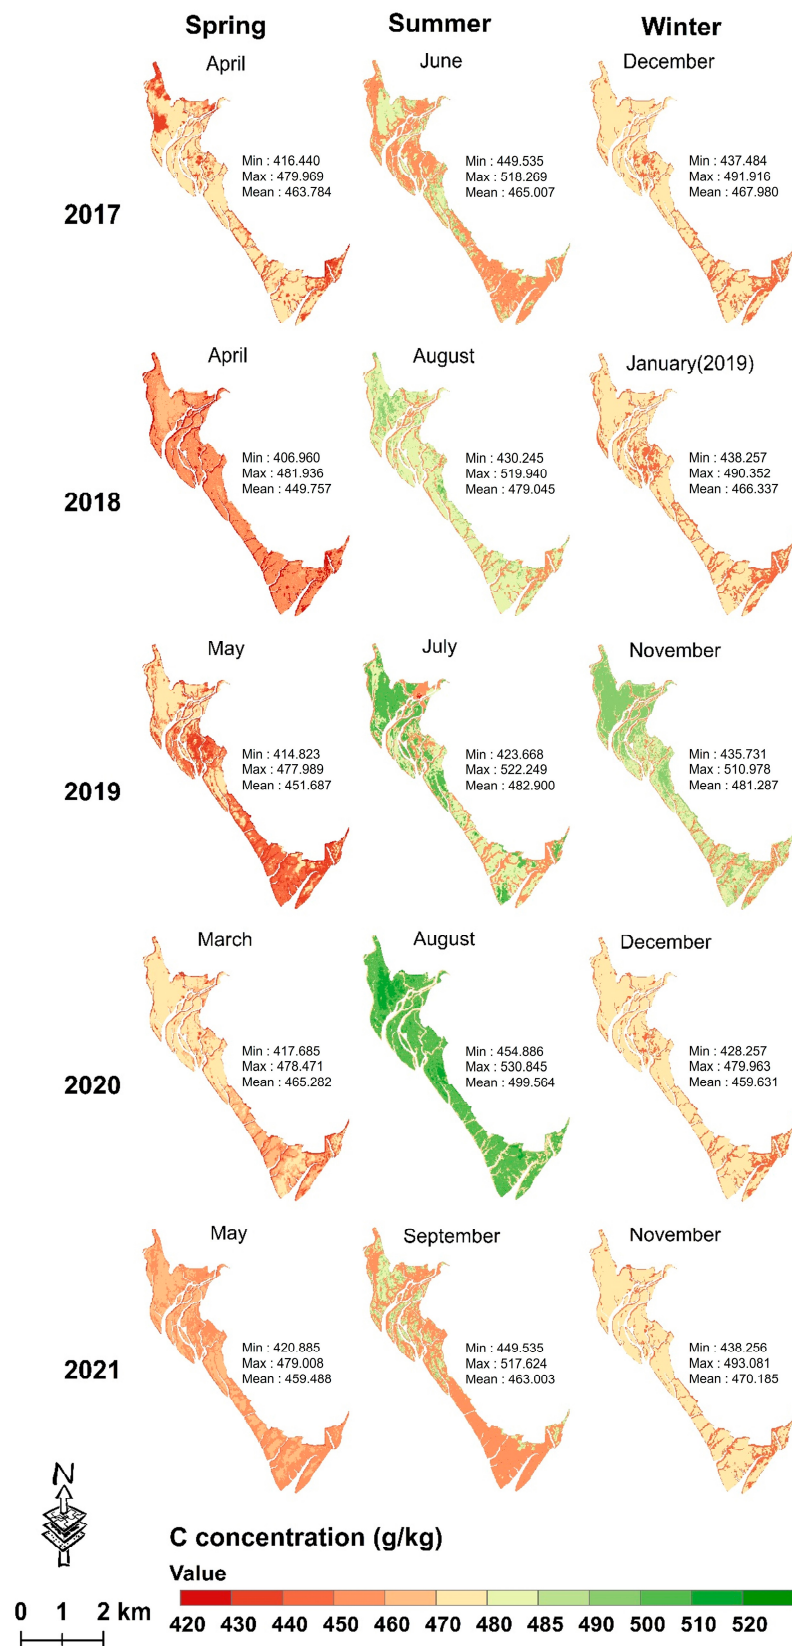 Spring Summer Winter
April June December
Min : 416.440
Max : 479.969
Mean : 463.784
Min : 449.535
Max : 518.269
Mean : 465.007
Min : 437.484
Max : 491.916
Mean : 467.980
2017
April August January(2019)
Min : 406.960
Max : 481.936
Mean : 449.757
Min : 430.245
Max : 519.940
Mean : 479.045
Min : 438.257
Max : 490.352
Mean : 466.337
2018
May July November
Min : 414.823
Max : 477.989
Mean : 451.687
Min : 423.668
Max : 522.249
Mean : 482.900
Min : 435.731
Max : 510.978
Mean : 481.287
2019
March August December
Min : 417.685
Max : 478.471
Mean : 465.282
Min : 454.886
Max : 530.845
Mean : 499.564
Min : 428.257
Max : 479.963
Mean : 459.631
2020
May September November
Min : 420.885
Max : 479.008
Mean : 459.488
Min : 449.535
Max : 517.624
Mean : 463.003
Min : 438.256
Max : 493.081
Mean : 470.185
2021
N
C concentration (g/kg)
Value
0 1 2 km
420 430 440 450 460 470 480 485 490 500 510 520